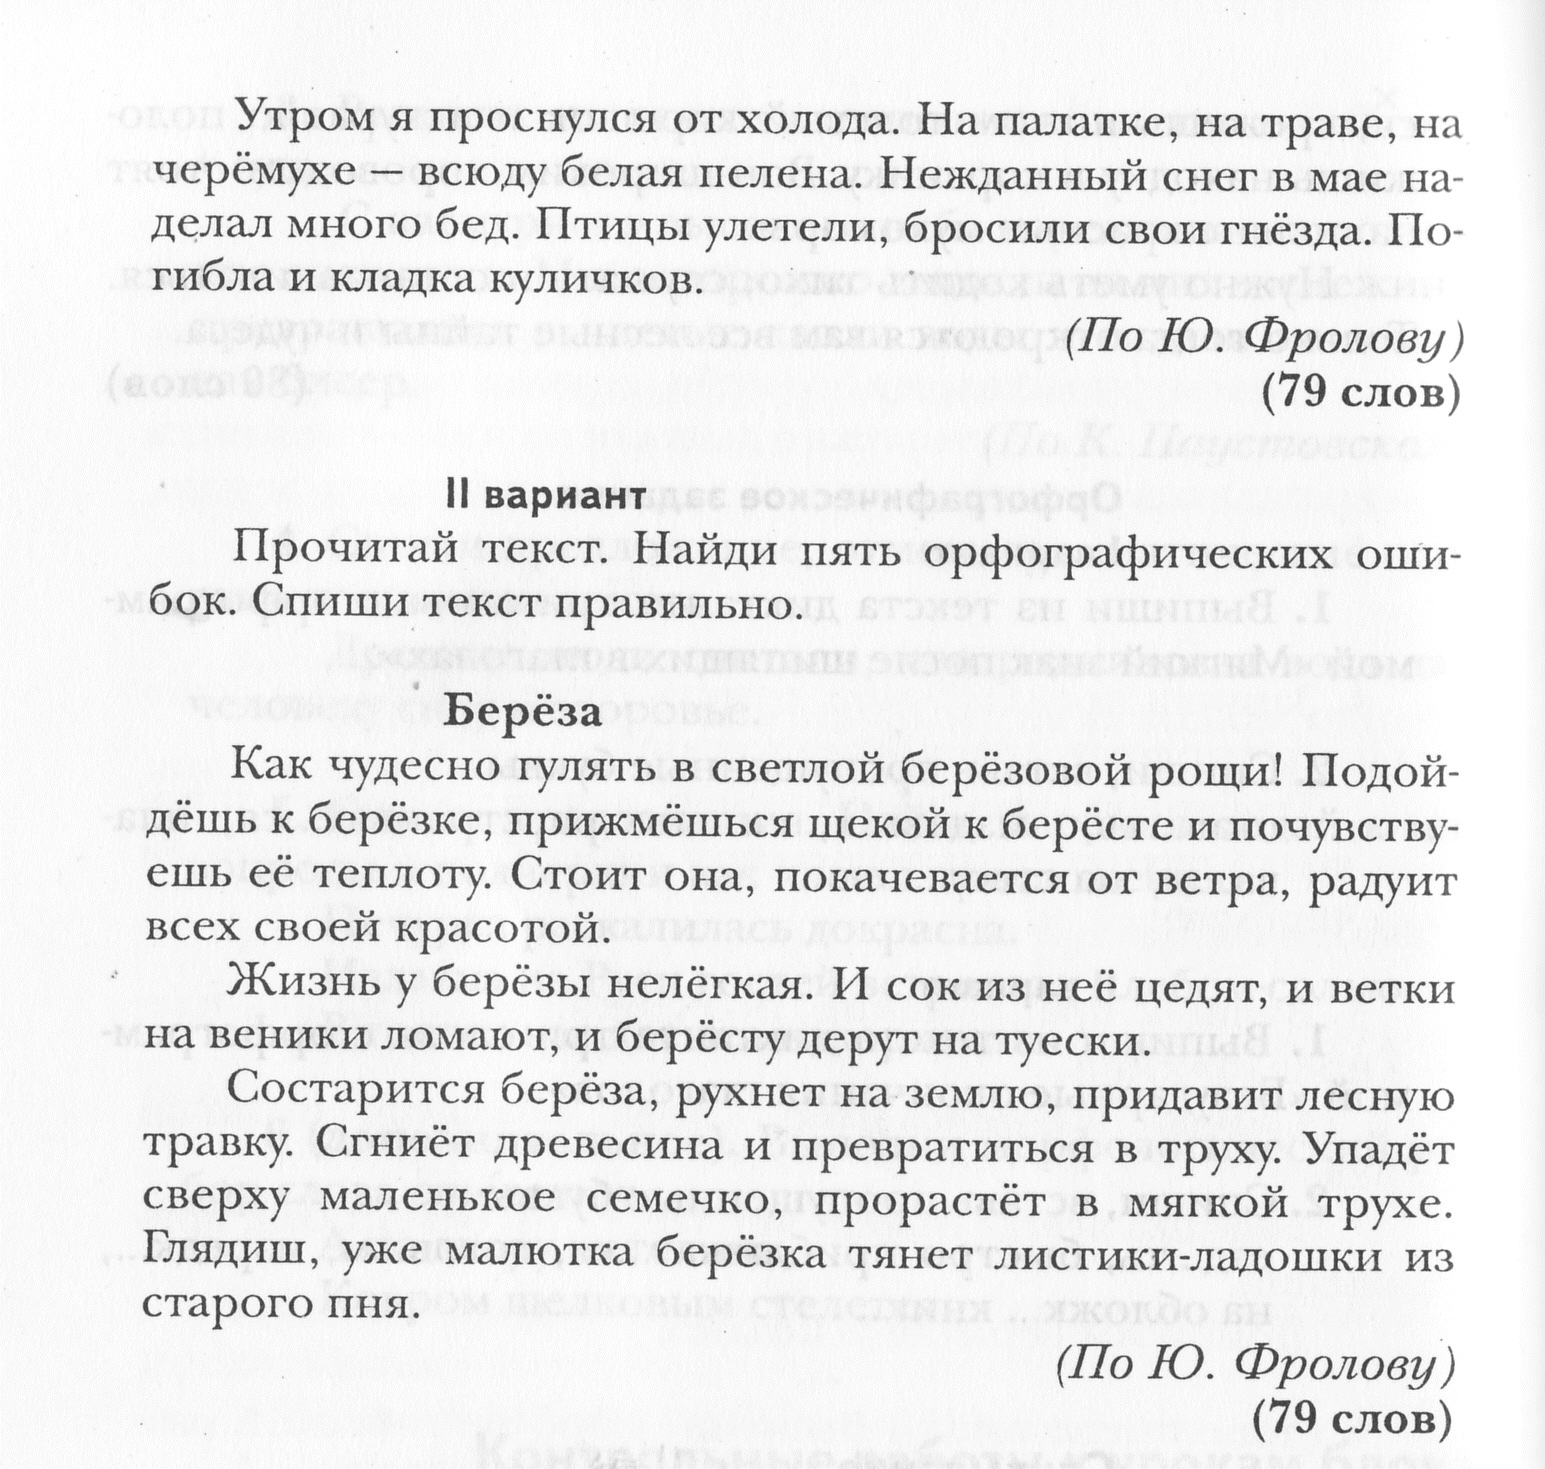 Утром я проснулся от холода. На палатке, на траве, на
черёмухе — всюду белая пелена. Нежданный снег в мае на-
делал много бед. Птицы улетели, бросили свои гнёзда. По-
гибла и кладка куличков.
(По Ю. Фролову)
(79 слов)
II вариант
Прочитай текст. Найди пять орфографических оши-
бок. Спиши текст правильно.
Берёза
Как чудесно гулять в светлой берёзовой рощи! Подой-
дёшь к берёзке, прижмёшься щекой к берёсте и почувству-
ешь её теплоту. Стоит она, покачевается от ветра, радуит
всех своей красотой.
Жизнь у берёзы нелёгкая. И сок из неё цедят, и ветки
на веники ломают, и берёсту дерут на туески.
Состарится берёза, рухнет на землю, придавит лесную
травку. Сгниёт древесина и превратиться в труху. Упадёт
сверху маленькое семечко, прорастёт в мягкой трухе.
Глядиш, уже малютка берёзка тянет листики-ладошки из
старого пня.
(По Ю. Фролову)
(79 слов)